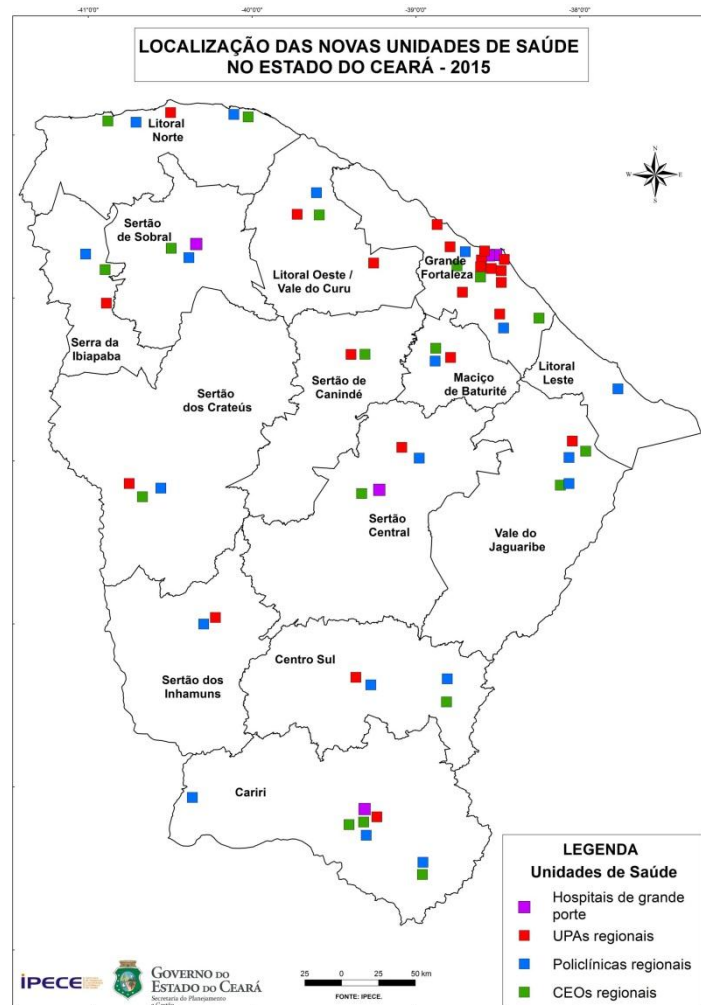 -41°0'0"
-40°0'0"
-39°0'0"
-38°0'0"
LOCALIZAÇÃO DAS NOVAS UNIDADES DE SAÚDE
NO ESTADO DO CEARÁ - 2015
N
W
E
S
Litoral
Norte
Sertão
de Sobral
Litoral Oeste /
Vale do Curu
Grande
Fortaleza
Serra da
Ibiapaba
Sertão
dos Crateús
Sertão de
Canindé
Maciço
de Baturité
Litoral
Leste
Sertão
Central
Vale do
Jaguaribe
Sertão dos
Inhamuns
Centro Sul
Cariri
LEGENDA
Unidades de Saúde
Hospitais de grande
porte
UPAs regionais
Policlínicas regionais
CEOs regionais
IPECE
GOVERNO DO
ESTADO DO CEARÁ
Secretaria do Planejamento
e Gestão
25 0 25 50 km
FONTE: IPECE.